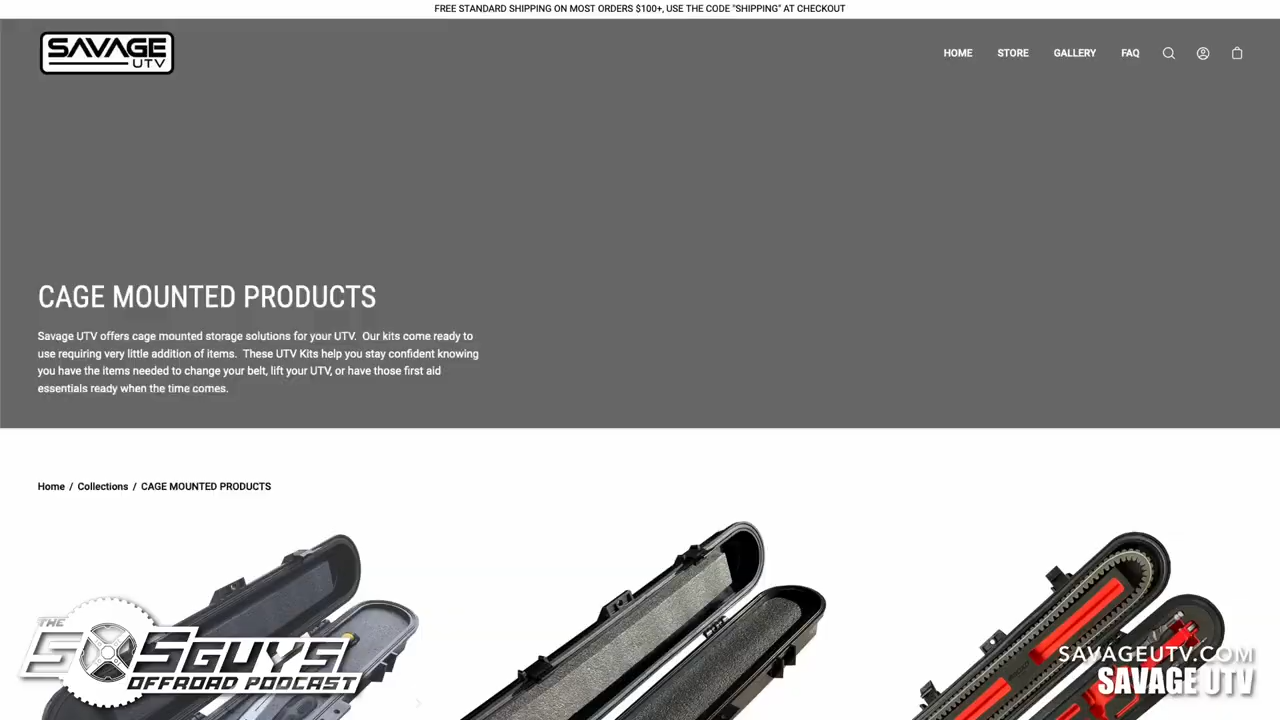 FREE STANDARD SHIPPING ON MOST ORDERS $100+, USE THE CODE "SHIPPING" AT CHECKOUT
SAVAGE
UTV
HOME
STORE
GALLERY
FAQ
CAGE MOUNTED PRODUCTS
Savage UTV offers cage mounted storage solutions for your UTV. Our kits come ready to
use requiring very little addition of items. These UTV Kits help you stay confident knowing
you have the items needed to change your belt, lift your UTV, or have those first aid
essentials ready when the time comes.
Home / Collections / CAGE MOUNTED PRODUCTS
THE
SXSGUYS
OFFROAD PODCAST
SAVAGEUTV.COM
SAVAGE UTV